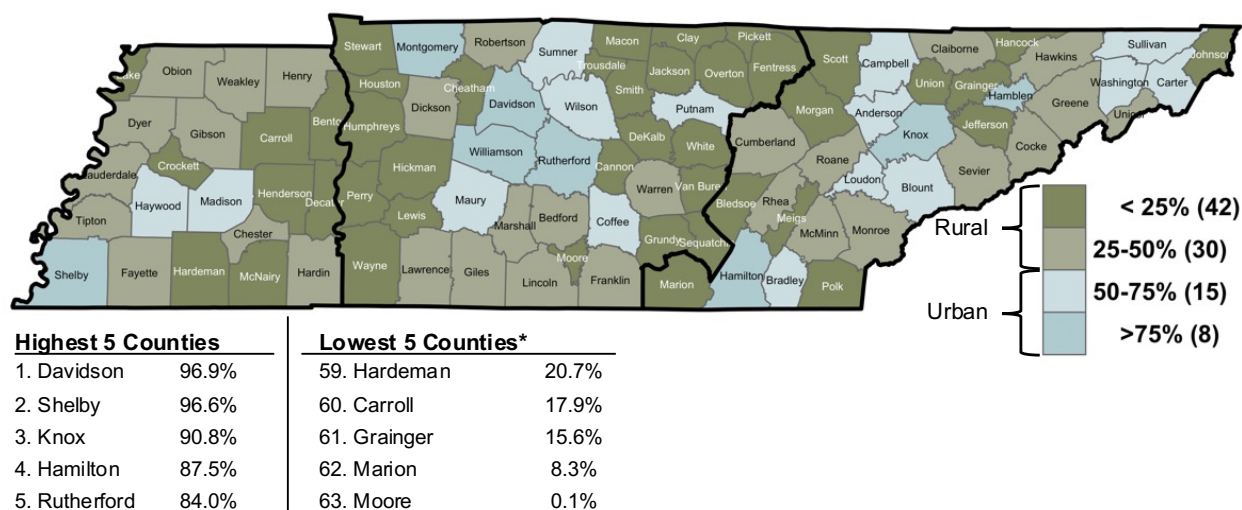 Stewart
Montgomery
Robertson
Sumner
Macon
Clay
Pickett
Scott
Campbell
Claiborne
Hancock
Hawkins
Sullivan
Johnson
Obion
Weakley
Henry
Houston
Cheatham
Trousdale
Jackson
Overton
Fentress
Union
Grainger
Hamblen
Washington
Carter
Dickson
Davidson
Wilson
Smith
Putnam
Morgan
Anderson
Greene
Dyer
Gibson
Carroll
Humphreys
Knox
Jefferson
Cumberland
Cocke
Crockett
Hickman
Williamson
Rutherford
DeKalb
White
Cannon
Roane
Sevier
Haywood
Madison
Henderson
Perry
Maury
Warren
Van Bure
Loudon
Blount
Tipton
Chester
Lewis
Marshall
Bedford
Coffee
Bledsoe
Rhea
Meigs
McMinn
Monroe
Grundy
Sequatch
Shelby
Fayette
Hardeman
McNairy
Hardin
Wayne
Lawrence
Giles
Lincoln
Moore
Franklin
Marion
Hamilton
Bradley
Polk
Rural
Urban
< 25% (42)
25-50% (30)
50-75% (15)
>75% (8)
Highest 5 Counties
1. Davidson 96.9%
2. Shelby 96.6%
3. Knox 90.8%
4. Hamilton 87.5%
5. Rutherford 84.0%
Lowest 5 Counties*
59. Hardeman 20.7%
60. Carroll 17.9%
61. Grainger 15.6%
62. Marion 8.3%
63. Moore 0.1%